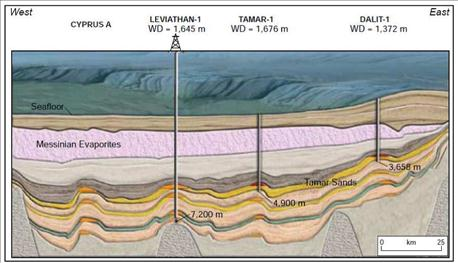 West
East
CYPRUS A
LEVIATHAN-1
WD = 1,645 m
TAMAR-1
WD = 1,676 m
DALIT-1
WD = 1,372 m
Seafloor
Messinian Evaporites
Tamar Sands
3,658 m
4,900 m
7,200 m
0 km 25